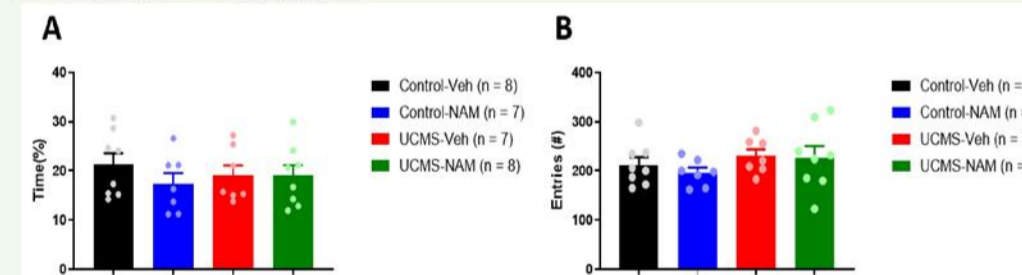 A
B
40
30
20
10
0
Time(%)
Control-Veh (n = 8)
Control-NAM (n = 7)
UCMS-Veh (n = 7)
UCMS-NAM (n = 8)
400
300
200
100
0
Entries (#)
Control-Veh (n =
Control-NAM (n
UCMS-Veh (n =
UCMS-NAM (n =